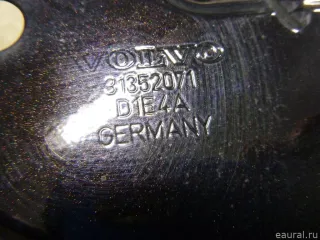 VOLVO
31352071
D1E4A
GERMANY
eaural.ru